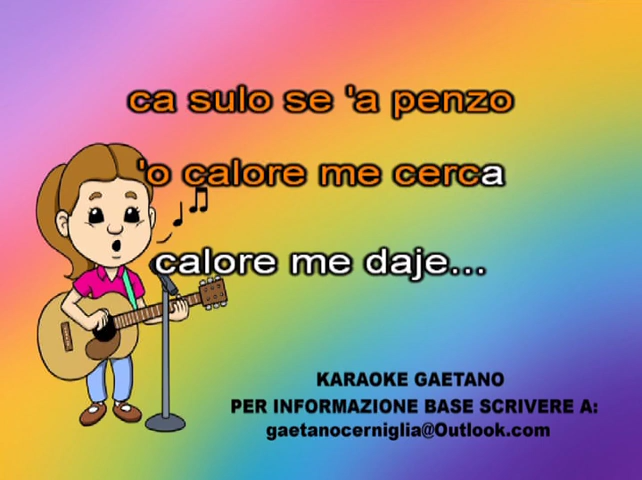 ca sulo se 'a penzo
'o calore me cerca
calore me daje...
KARAOKE GAETANO
PER INFORMAZIONE BASE SCRIVERE A:
gaetanocerniglia@Outlook.com